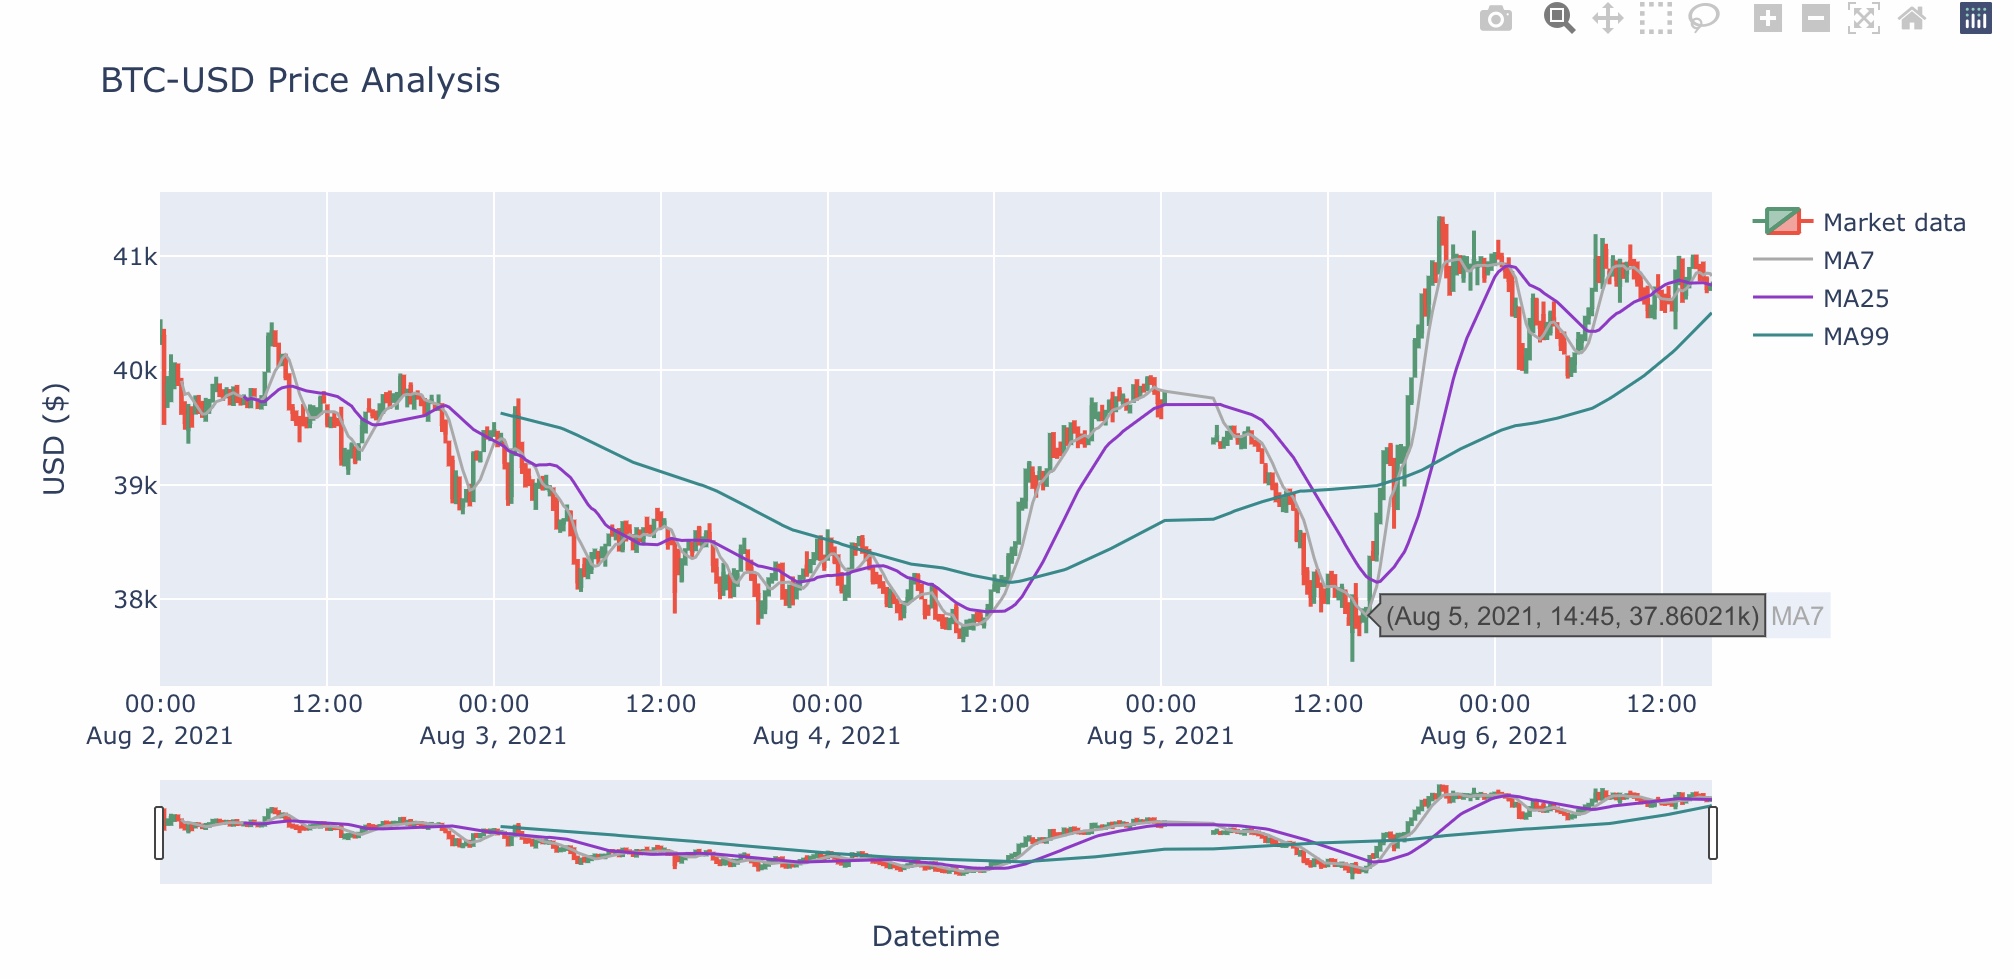 BTC-USD Price Analysis
Market data
MA7
MA25
MA99
USD ($)
41k
40k
39k
38k
(Aug 5, 2021, 14:45, 37.86021k) MA7
00:00 12:00 00:00 12:00 00:00 12:00 00:00 12:00 00:00 12:00
Aug 2, 2021 Aug 3, 2021 Aug 4, 2021 Aug 5, 2021 Aug 6, 2021
Datetime